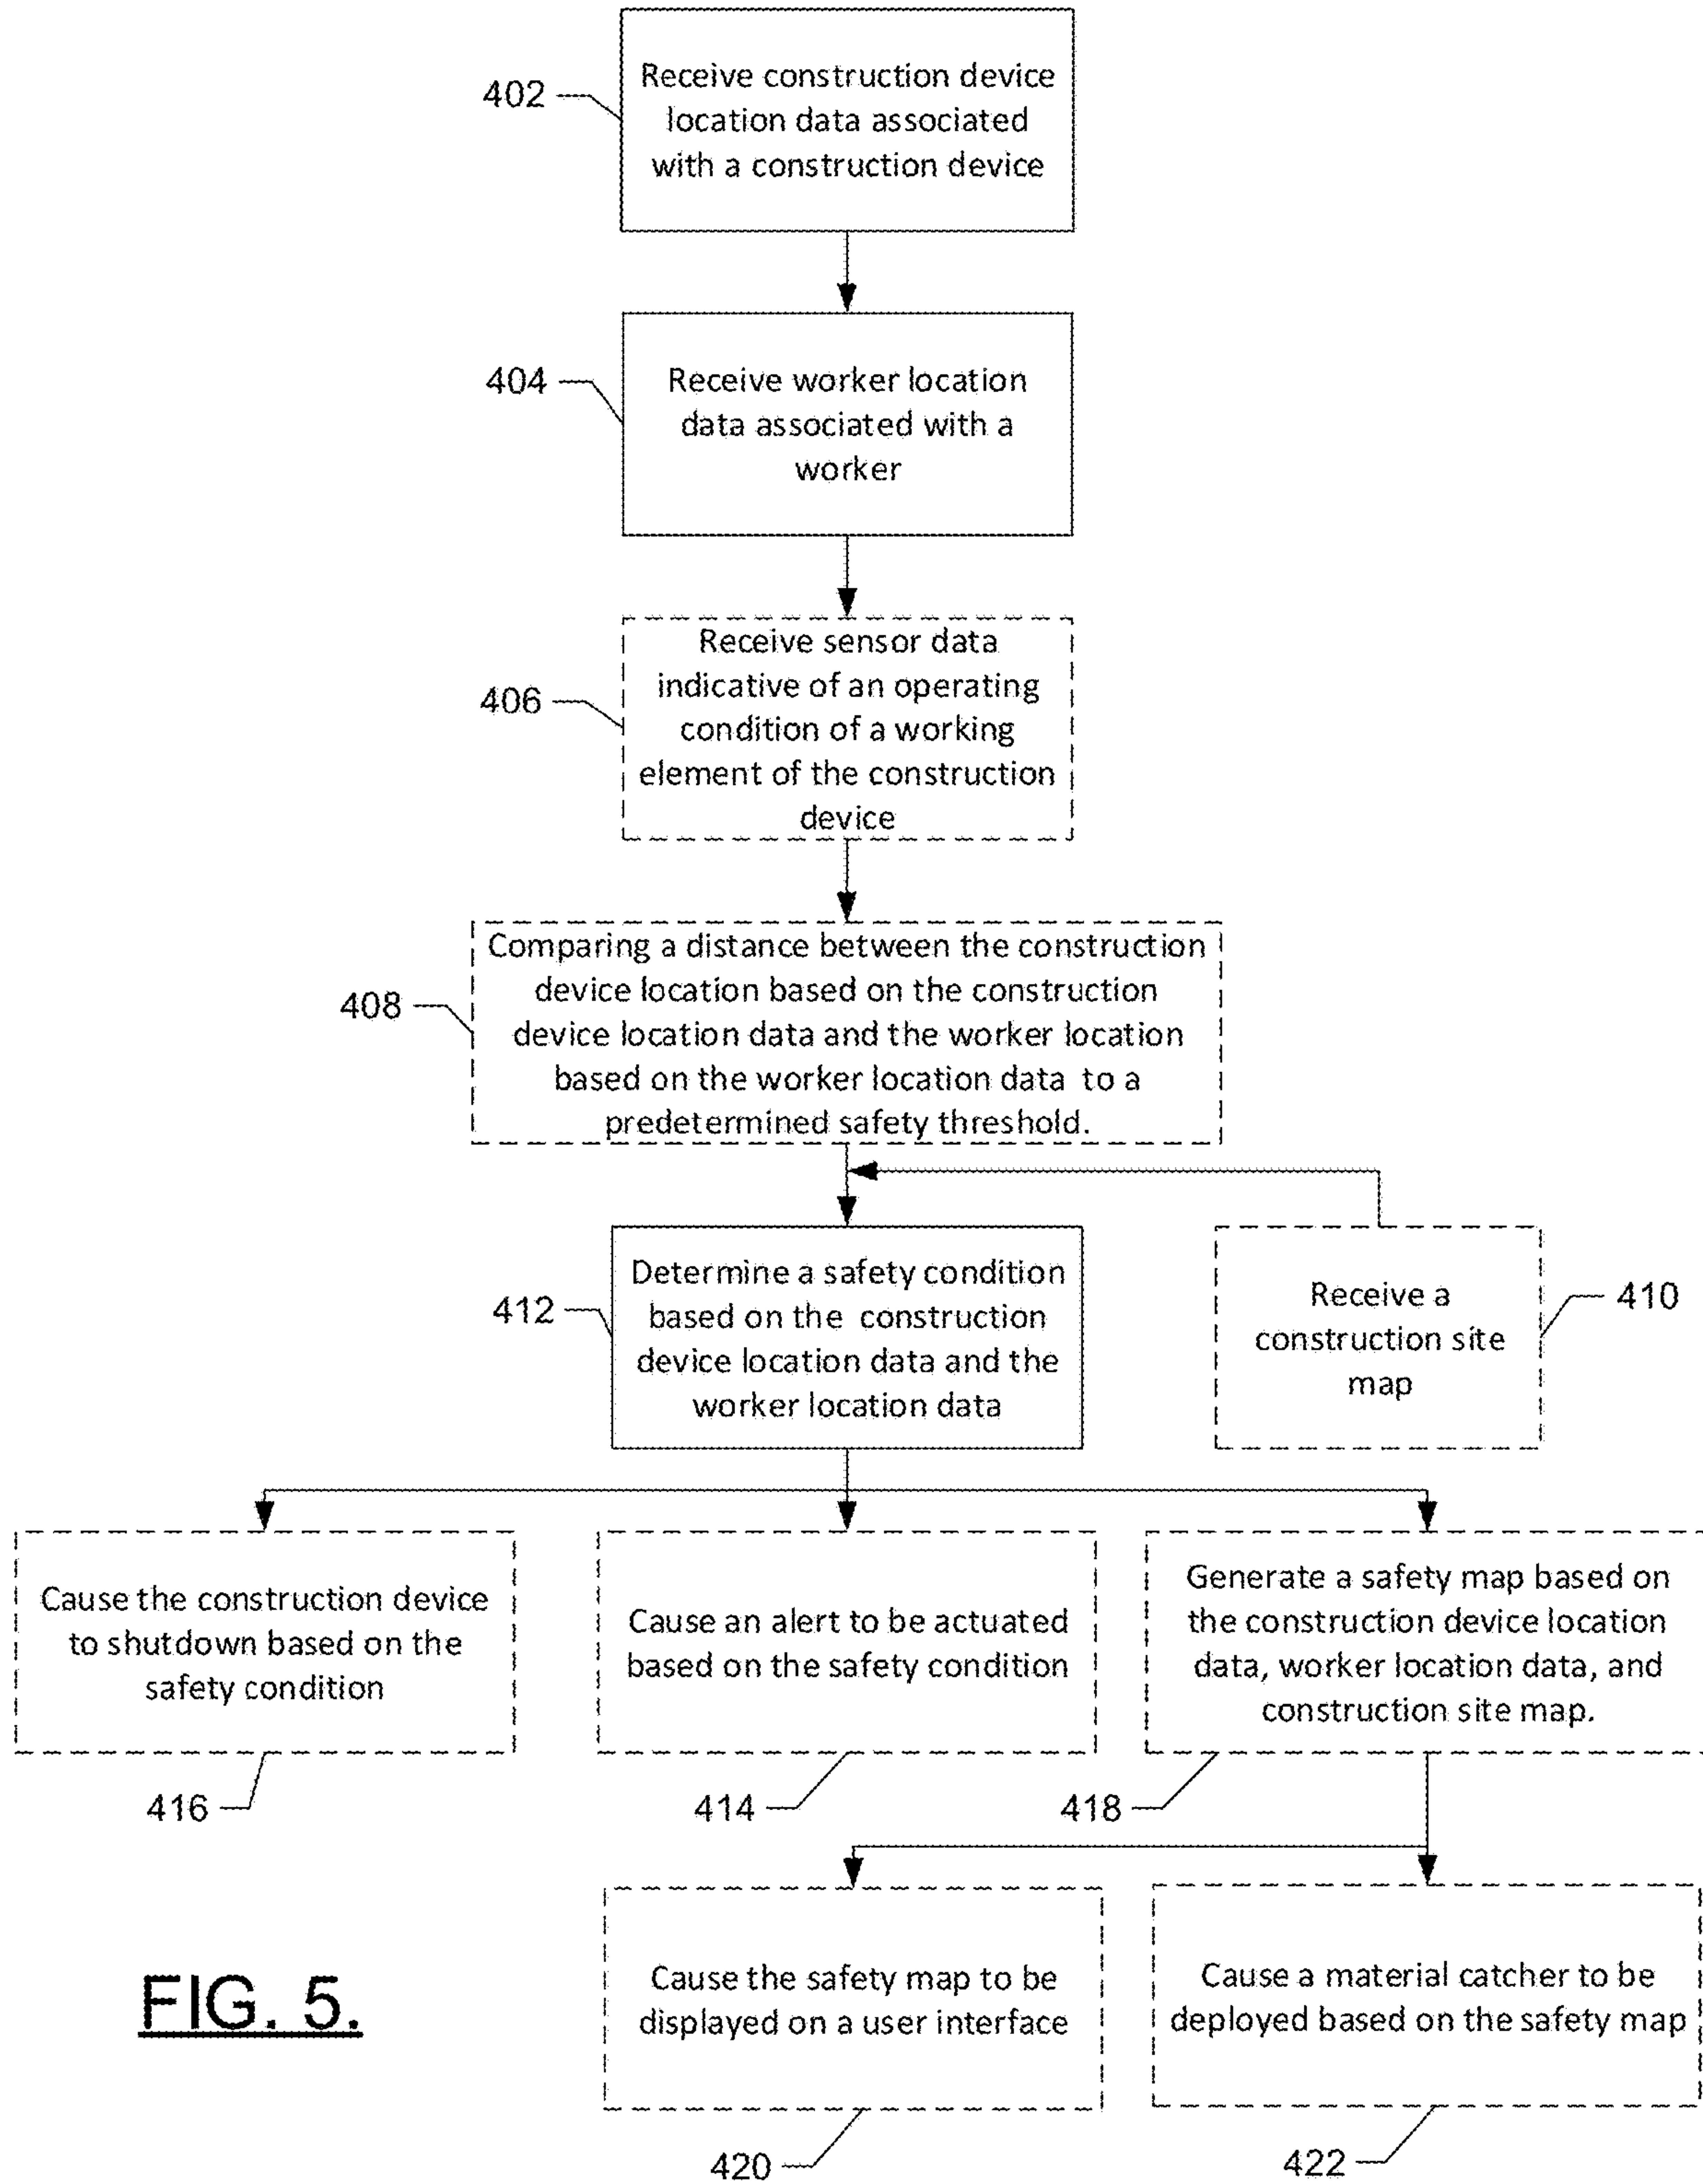 402
Receive construction device
location data associated
with a construction device
404
Receive worker location
data associated with a
worker
406
Receive sensor data
indicative of an operating
condition of a working
element of the construction
device
408
Comparing a distance between the construction
device location based on the construction
device location data and the worker location
based on the worker location data to a
predetermined safety threshold.
412
Determine a safety condition
based on the construction
device location data and the
worker location data
Receive a
construction site
map
410
Cause the construction device
to shutdown based on the
safety condition
416
Cause an alert to be actuated
based on the safety condition
414
Generate a safety map based on
the construction device location
data, worker location data, and
construction site map.
418
Cause the safety map to be
displayed on a user interface
420
Cause a material catcher to be
deployed based on the safety map
422
FIG. 5.